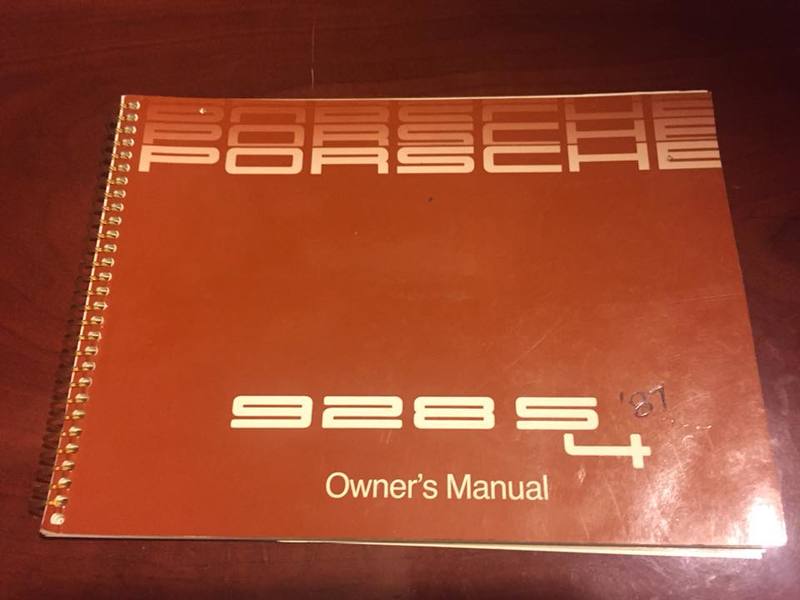 PORSCHE
PORSCHE
PORSCHE
928 S4 '87
Owner's Manual